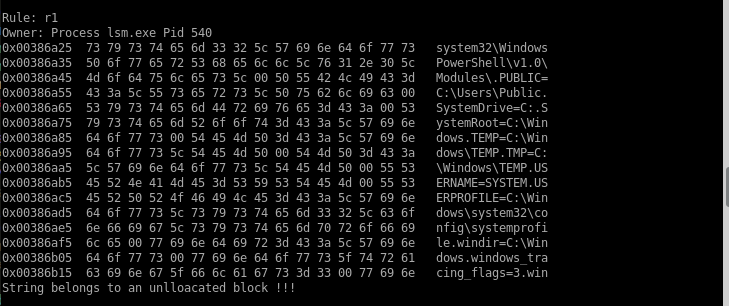 Rule: r1
Owner: Process lsm.exe Pid 540
0x00386a25  73 79 73 74 65 6d 33 32 5c 57 69 6e 64 6f 77 73   system32\Windows
0x00386a35  50 6f 77 65 72 53 68 65 6c 6c 5c 76 31 2e 30 5c   PowerShell\v1.0\
0x00386a45  4d 6f 64 75 6c 65 73 5c 00 50 55 42 4c 49 43 3d   Modules\.PUBLIC=
0x00386a55  43 3a 5c 55 73 65 72 73 5c 50 75 62 6c 69 63 00   C:\Users\Public.
0x00386a65  53 79 73 74 65 6d 44 72 69 76 65 3d 43 3a 00 53   SystemDrive=C:.S
0x00386a75  79 73 74 65 6d 52 6f 6f 74 3d 43 3a 5c 57 69 6e   ystemRoot=C:\Win
0x00386a85  64 6f 77 73 00 54 45 4d 50 3d 43 3a 5c 57 69 6e   dows.TEMP=C:\Win
0x00386a95  64 6f 77 73 5c 54 45 4d 50 00 54 4d 50 3d 43 3a   dows\TEMP.TMP=C:
0x00386aa5  5c 57 69 6e 64 6f 77 73 5c 54 45 4d 50 00 55 53   \Windows\TEMP.US
0x00386ab5  45 52 4e 41 4d 45 3d 53 59 53 54 45 4d 00 55 53   ERNAME=SYSTEM.US
0x00386ac5  45 52 50 52 4f 46 49 4c 45 3d 43 3a 5c 57 69 6e   ERPROFILE=C:\Win
0x00386ad5  64 6f 77 73 5c 73 79 73 74 65 6d 33 32 5c 63 6f   dows\system32\co
0x00386ae5  6e 66 69 67 5c 73 79 73 74 65 6d 70 72 6f 66 69   nfig\systemprofi
0x00386af5  6c 65 00 77 69 6e 64 69 72 3d 43 3a 5c 57 69 6e   le.windir=C:\Win
0x00386b05  64 6f 77 73 00 77 69 6e 64 6f 77 73 5f 74 72 61   dows.windows_tra
0x00386b15  63 69 6e 67 5f 66 6c 61 67 73 3d 33 00 77 69 6e   cing_flags=3.win
String belongs to an unlloacated block !!!